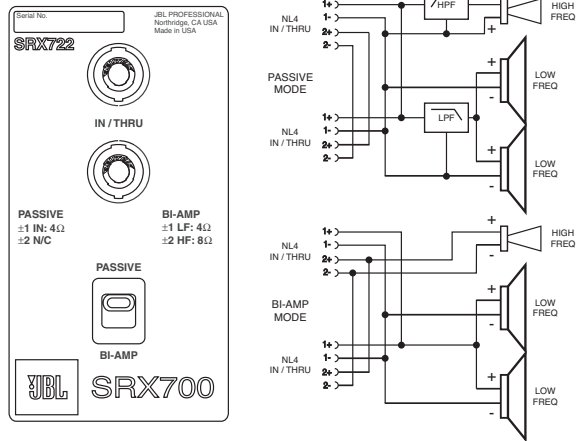 Serial No.
JBL PROFESSIONAL
Northridge, CA USA
Made in USA
SRX722
IN / THRU
PASSIVE
±1 IN: 4Ω
±2 N/C
BI-AMP
±1 LF: 4Ω
±2 HF: 8Ω
PASSIVE
BI-AMP
JBL
SRX700
1+
1-
2+
2-
NL4
IN / THRU
HPF
+
HIGH
FREQ
PASSIVE
MODE
+
-
LOW
FREQ
1+
1-
2+
2-
NL4
IN / THRU
LPF
+
-
LOW
FREQ
1+
1-
2+
2-
NL4
IN / THRU
+
-
HIGH
FREQ
BI-AMP
MODE
+
-
LOW
FREQ
1+
1-
2+
2-
NL4
IN / THRU
+
-
LOW
FREQ